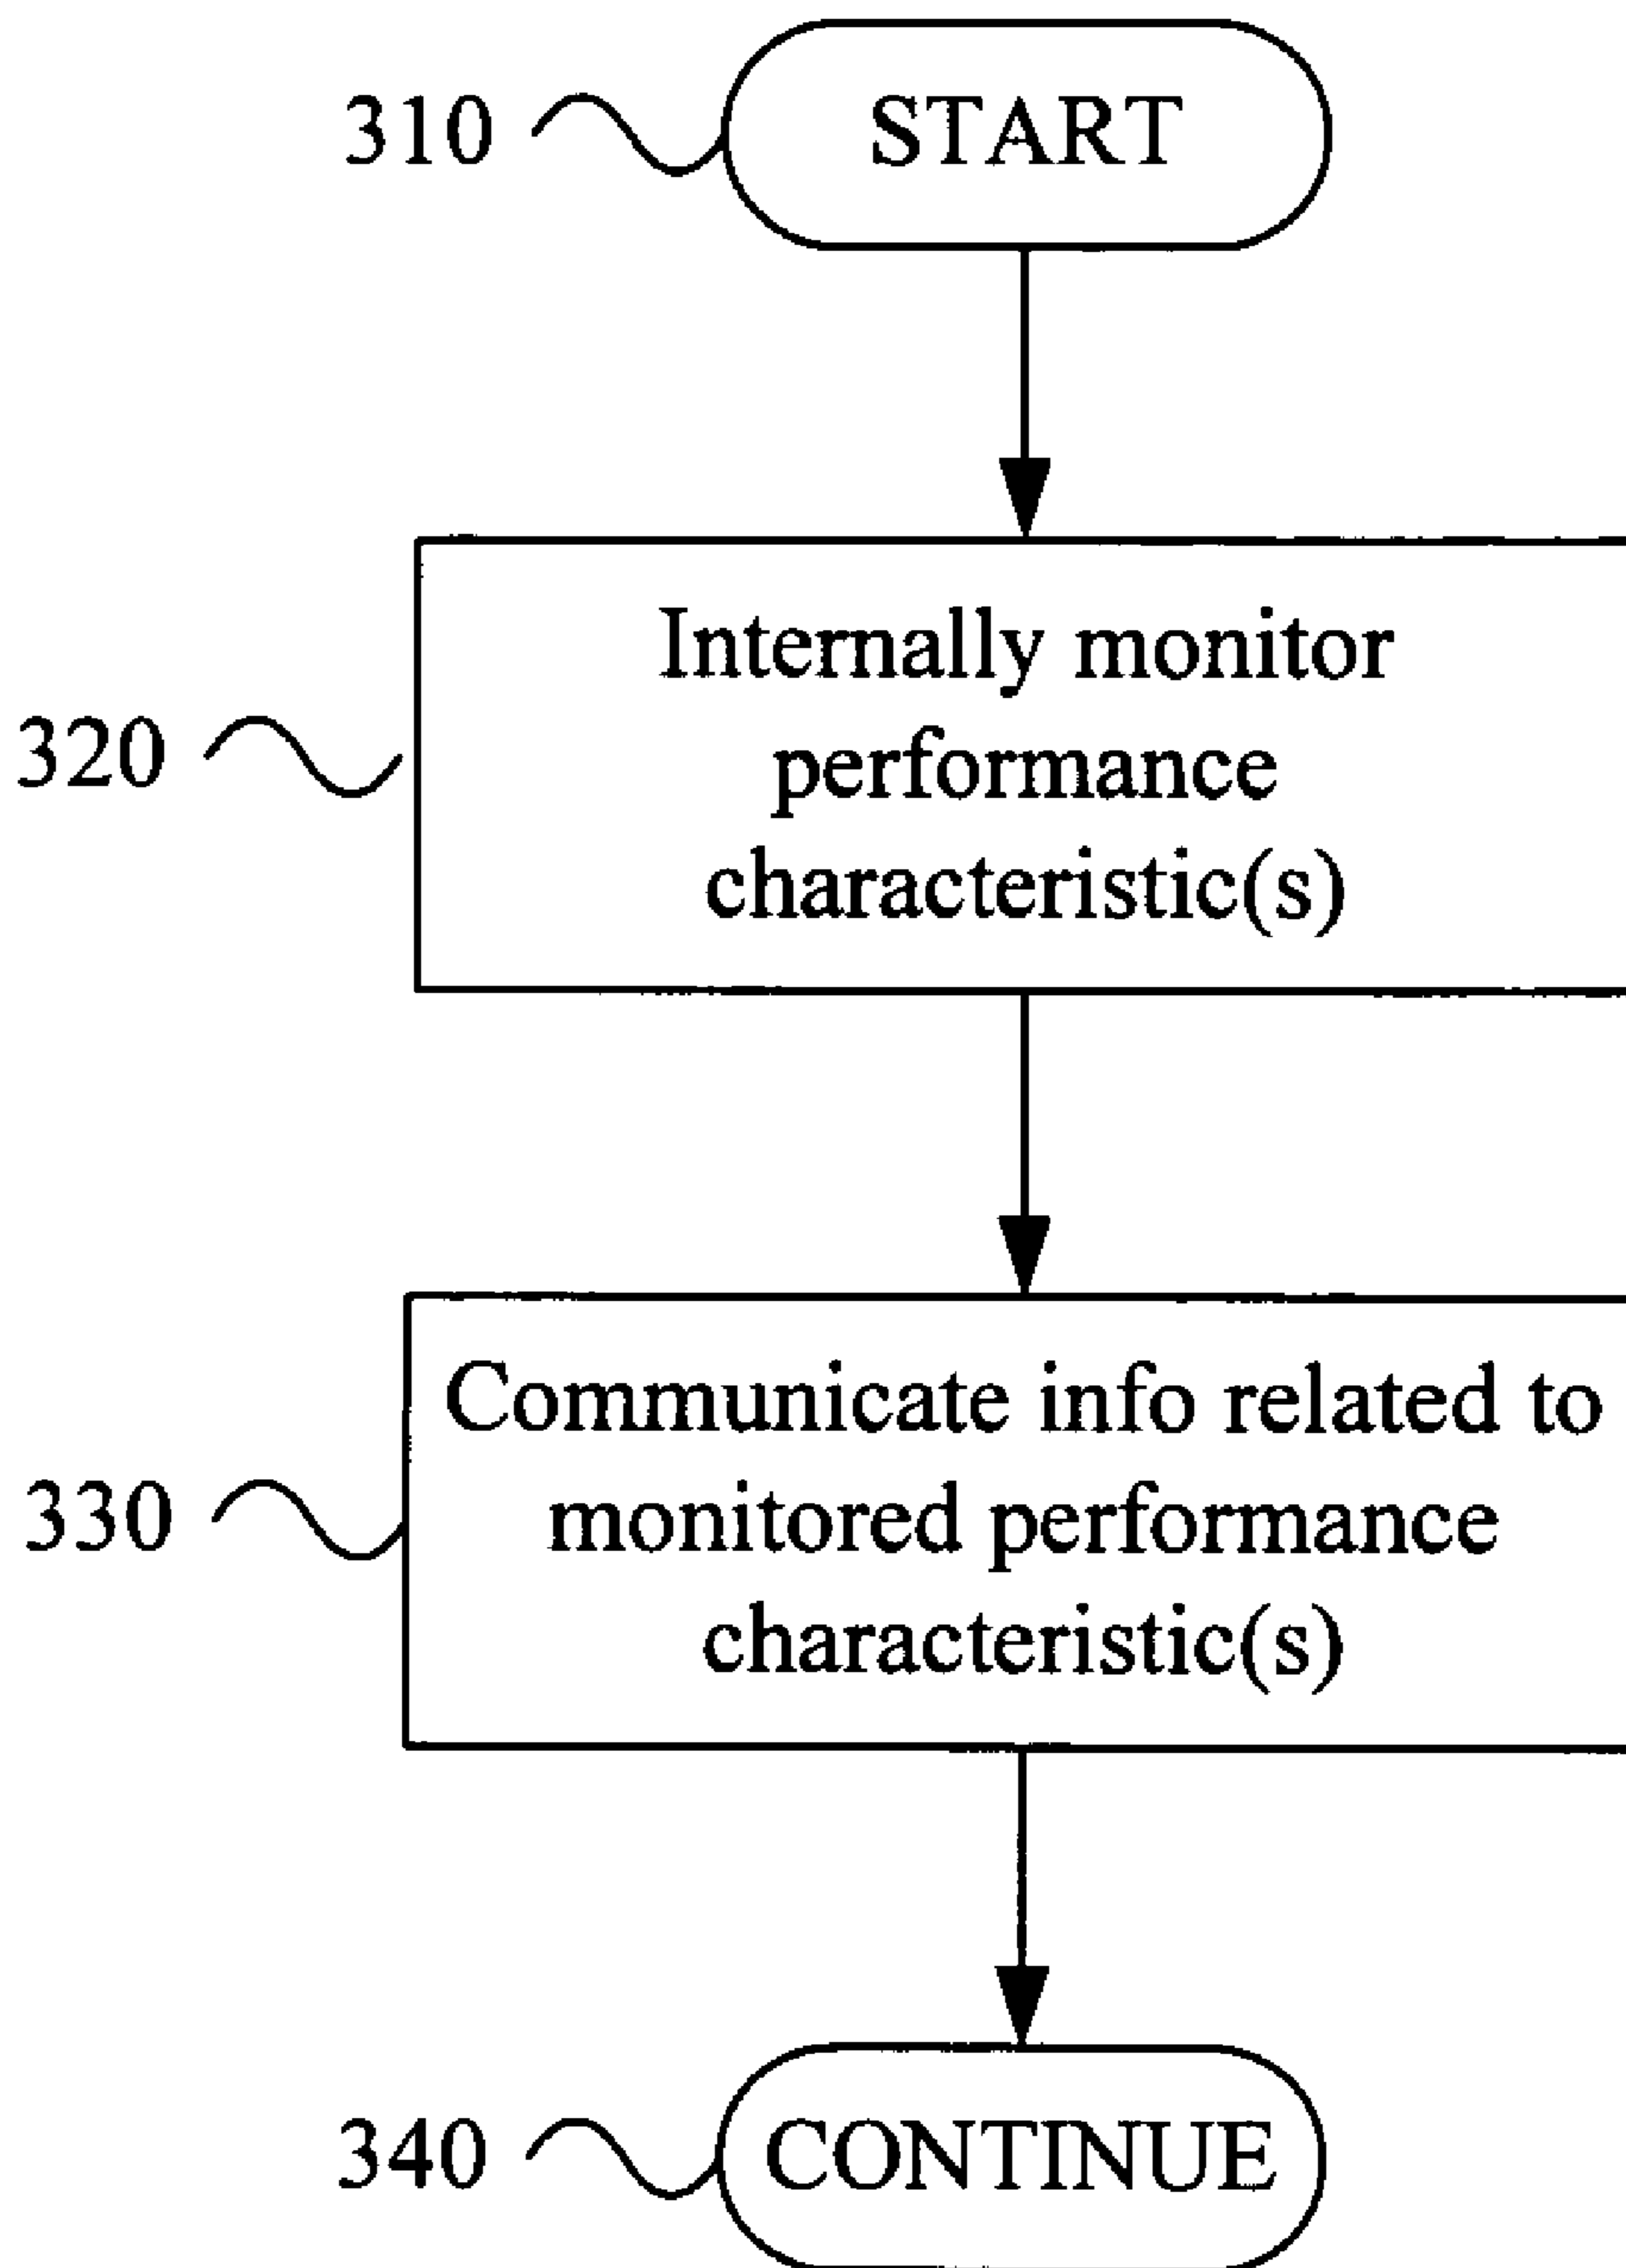 310
START
320
Internally monitor
performance
characteristic(s)
330
Communicate info related to
monitored performance
characteristic(s)
340
CONTINUE